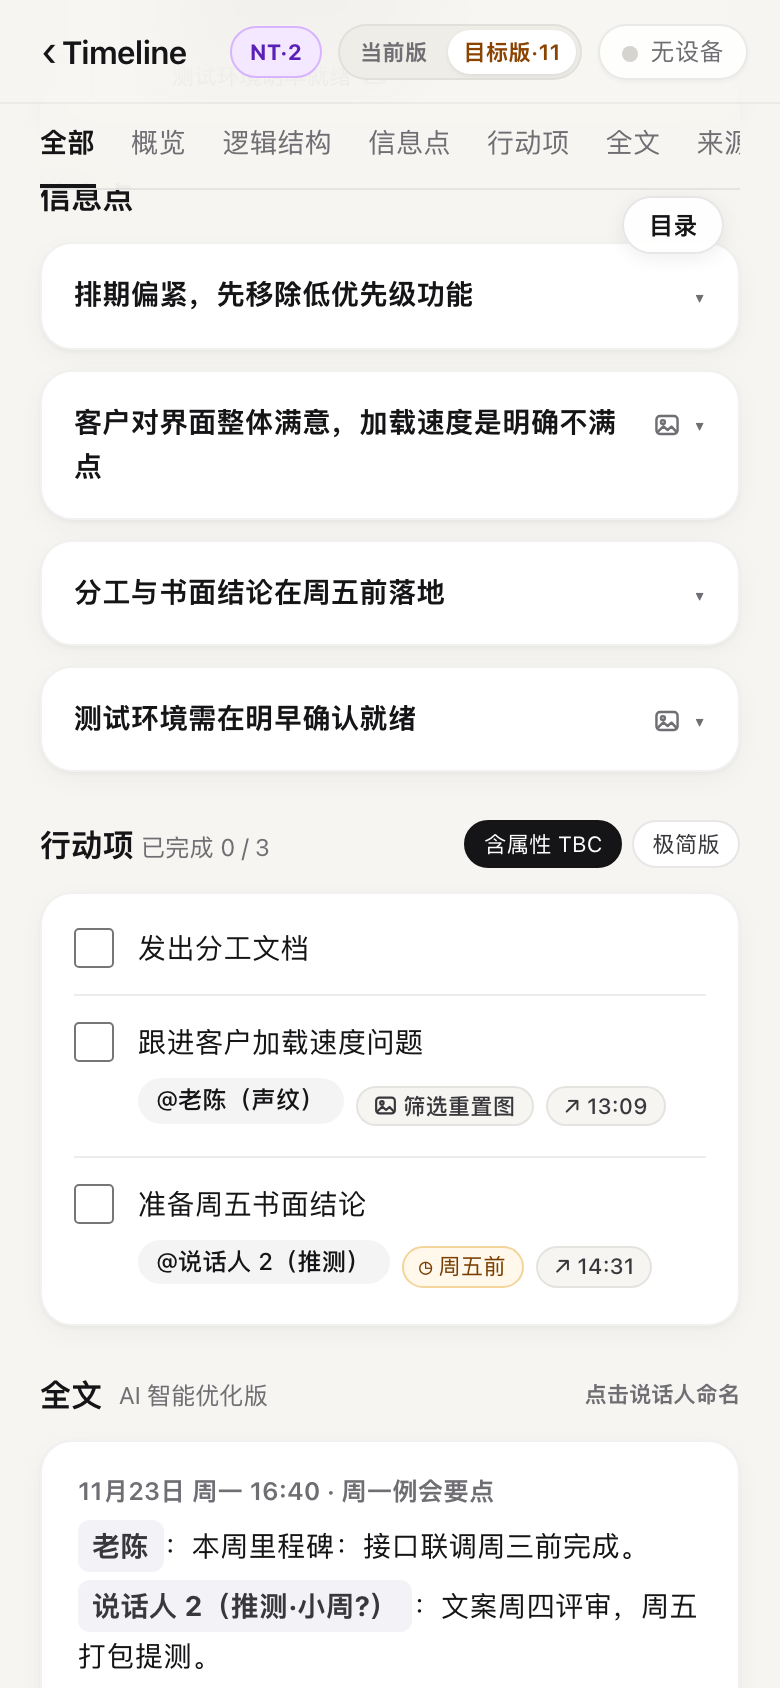 ‹ Timeline
NT·2
当前版
目标版·11
无设备
全部 概览 逻辑结构 信息点 行动项 全文 来源
信息点
目录
排期偏紧，先移除低优先级功能
客户对界面整体满意，加载速度是明确不满
点
分工与书面结论在周五前落地
测试环境需在明早确认就绪
行动项 已完成 0 / 3
含属性 TBC
极简版
发出分工文档
跟进客户加载速度问题
@老陈（声纹）
筛选重置图
↗ 13:09
准备周五书面结论
@说话人 2（推测）
周五前
↗ 14:31
全文 AI 智能优化版
点击说话人命名
11月23日 周一 16:40 · 周一例会要点
老陈： 本周里程碑：接口联调周三前完成。
说话人 2（推测·小周?）： 文案周四评审，周五
打包提测。